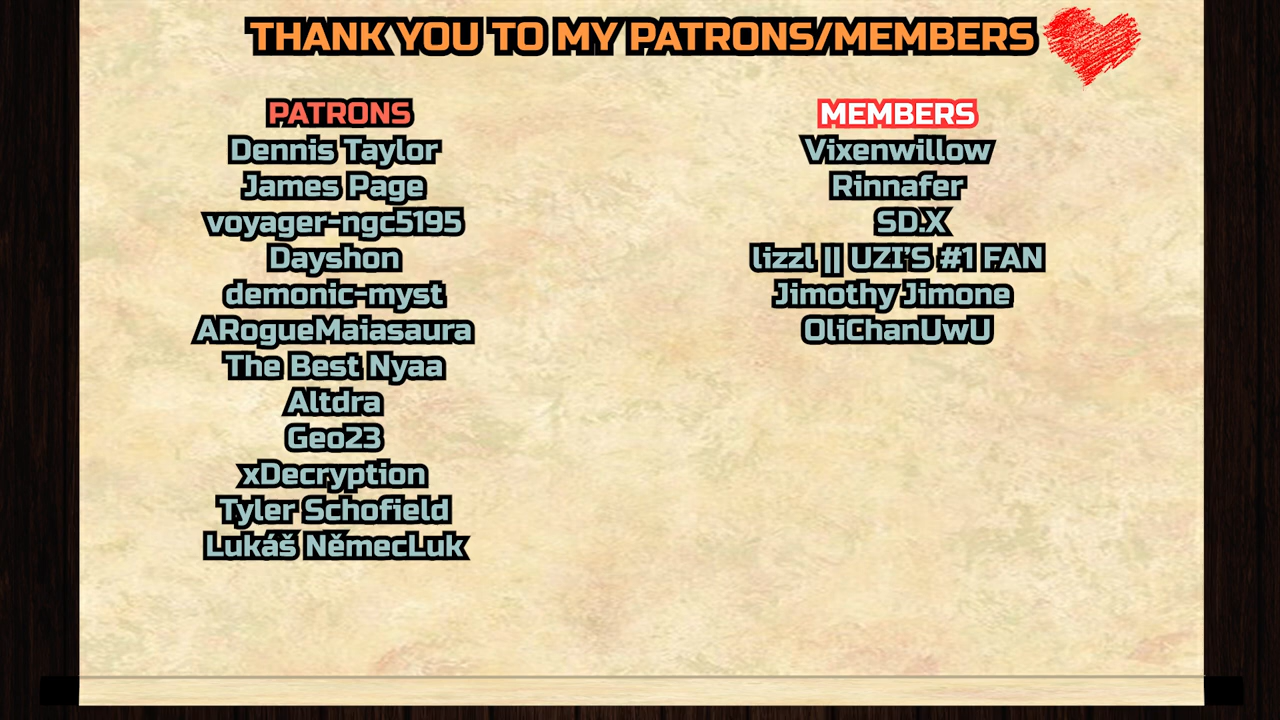 THANK YOU TO MY PATRONS/MEMBERS
PATRONS
Dennis Taylor
James Page
voyager-ngc5195
Dayshon
demonic-myst
ARogueMaiasaura
The Best Nyaa
Altdra
Geo23
xDecryption
Tyler Schofield
Lukáš NěmecLuk
MEMBERS
Vixenwillow
Rinnafer
SD.X
lizzl || UZI'S #1 FAN
Jimothy Jimone
OliChanUwU